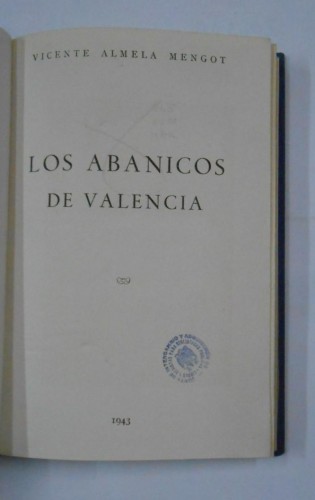 VICENTE ALMELA MENGOT
LOS ABANICOS
DE VALENCIA
1943